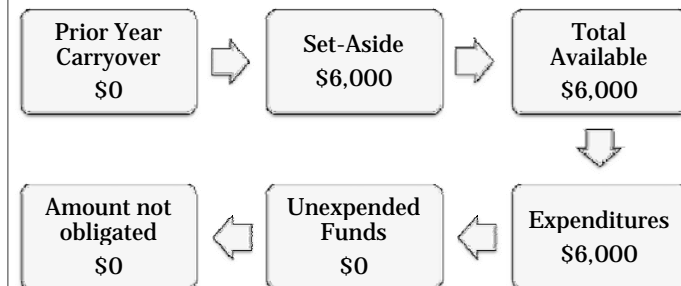 Prior Year
Carryover
$0
Set-Aside
$6,000
Total
Available
$6,000
Expenditures
$6,000
Unexpended
Funds
$0
Amount not
obligated
$0